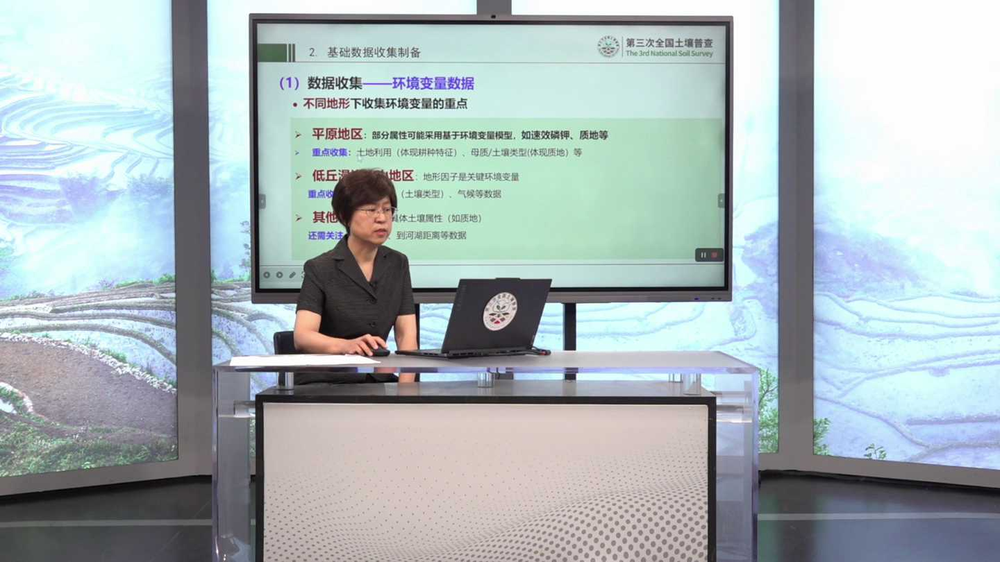 2. 基础数据收集制备
第三次全国土壤普查
The 3rd National Soil Survey
（1）数据收集——环境变量数据
• 不同地形下收集环境变量的重点
➢ 平原地区：部分属性可能采用基于环境变量模型，如速效磷钾、质地等
➢ 重点收集：土地利用（体现耕种特征）、母质/土壤类型(体现质地）等
➢ 低丘 地区：地形因子是关键环境变量
重点收 （土壤类型）、气候等数据
➢ 其他 具体土壤属性（如质地）
还需关注 、到河湖距离等数据